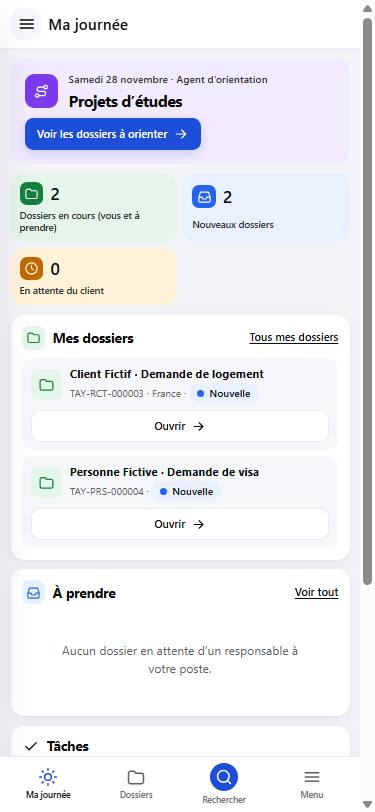 Ma journée
Samedi 28 novembre · Agent d'orientation
Projets d'études
Voir les dossiers à orienter →
2
Dossiers en cours (vous et à
prendre)
2
Nouveaux dossiers
0
En attente du client
Mes dossiers
Tous mes dossiers
Client Fictif · Demande de logement
TAY-RCT-000003 · France · Nouvelle
Ouvrir →
Personne Fictive · Demande de visa
TAY-PRS-000004 · Nouvelle
Ouvrir →
À prendre
Voir tout
Aucun dossier en attente d'un responsable à
votre poste.
Tâches
Ma journée
Dossiers
Rechercher
Menu